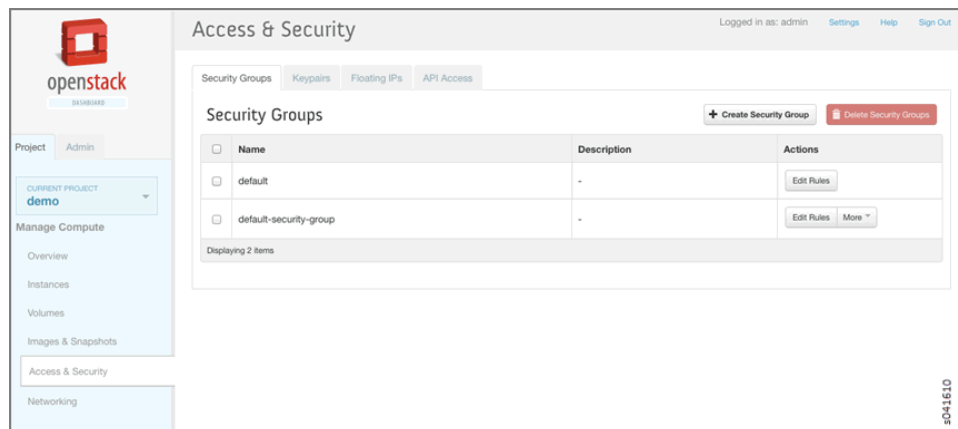 openstack
DASHBOARD
Project
Admin
CURRENT PROJECT
demo
Manage Compute
Overview
Instances
Volumes
Images & Snapshots
Access & Security
Networking
Access & Security
Logged in as: admin
Settings
Help
Sign Out
Security Groups
Keypairs
Floating IPs
API Access
Security Groups
+ Create Security Group
Delete Security Groups
Name
Description
Actions
default
-
Edit Rules
default-security-group
-
Edit Rules
More
Displaying 2 items
s041610